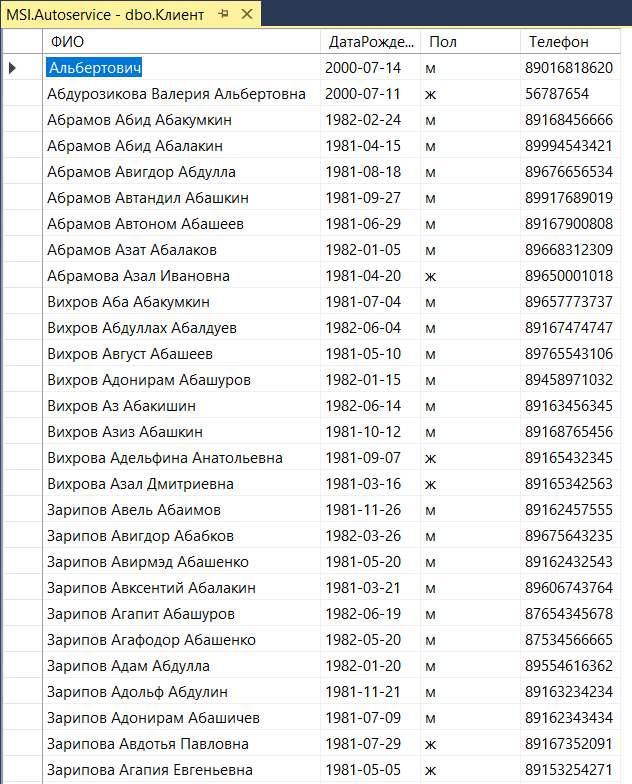 MSI.Autoservice - dbo.Клиент
ФИО ДатаРожде... Пол Телефон
Альбертович 2000-07-14 м 89016818620
Абдурозикова Валерия Альбертовна 2000-07-11 ж 56787654
Абрамов Абид Абакумкин 1982-02-24 м 89168456666
Абрамов Абид Абалакин 1981-04-15 м 89994543421
Абрамов Авигдор Абдулла 1981-08-18 м 89676656534
Абрамов Автандил Абашкин 1981-09-27 м 89917689019
Абрамов Автоном Абашеев 1981-06-29 м 89167900808
Абрамов Азат Абалаков 1982-01-05 м 89668312309
Абрамова Азал Ивановна 1981-04-20 ж 89650001018
Вихров Аба Абакумкин 1981-07-04 м 89657773737
Вихров Абдуллах Абалдуев 1982-06-04 м 89167474747
Вихров Август Абашеев 1981-05-10 м 89765543106
Вихров Адонирам Абашуров 1982-01-15 м 89458971032
Вихров Аз Абакишин 1982-06-14 м 89163456345
Вихров Азиз Абашкин 1981-10-12 м 89168765456
Вихрова Адельфина Анатольевна 1981-09-07 ж 89165432345
Вихрова Азал Дмитриевна 1981-03-16 ж 89165342563
Зарипов Авель Абаимов 1981-11-26 м 89162457555
Зарипов Авигдор Абабков 1982-03-26 м 89675643235
Зарипов Авирмэд Абашенко 1981-05-20 м 89162432543
Зарипов Авксентий Абалакин 1981-03-21 м 89606743764
Зарипов Агапит Абашуров 1982-06-19 м 87654345678
Зарипов Агафодор Абашенко 1982-05-20 м 87534566665
Зарипов Адам Абдулла 1982-01-20 м 89554616362
Зарипов Адольф Абдулин 1981-11-21 м 89163234234
Зарипов Адонирам Абашичев 1981-07-09 м 89162343434
Зарипова Авдотья Павловна 1981-07-29 ж 89167352091
Зарипова Агапия Евгеньевна 1981-05-05 ж 89153254271